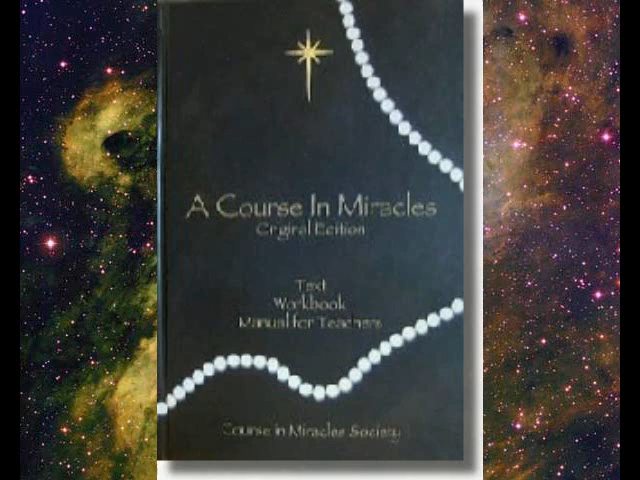 A Course In Miracles
Original Edition
Text
Workbook
Manual for Teachers
Course in Miracles Society